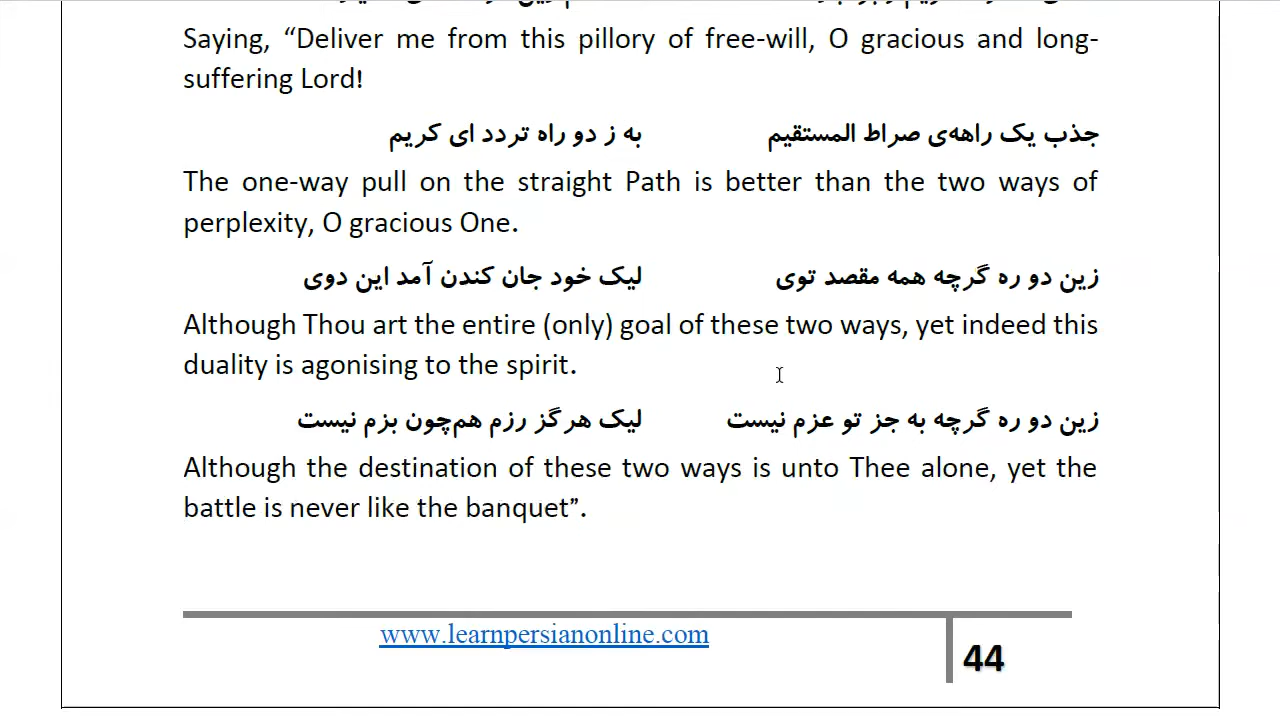 Saying, “Deliver me from this pillory of free-will, O gracious and long-
suffering Lord!
جذب یک راهه‌ی صراط المستقیم به ز دو راه تردد ای کریم
The one-way pull on the straight Path is better than the two ways of
perplexity, O gracious One.
زین دو ره گرچه همه مقصد توی لیک خود جان کندن آمد این دوی
Although Thou art the entire (only) goal of these two ways, yet indeed this
duality is agonising to the spirit.
زین دو ره گرچه به جز تو عزم نیست لیک هرگز رزم هم‌چون بزم نیست
Although the destination of these two ways is unto Thee alone, yet the
battle is never like the banquet”.
www.learnpersianonline.com
44